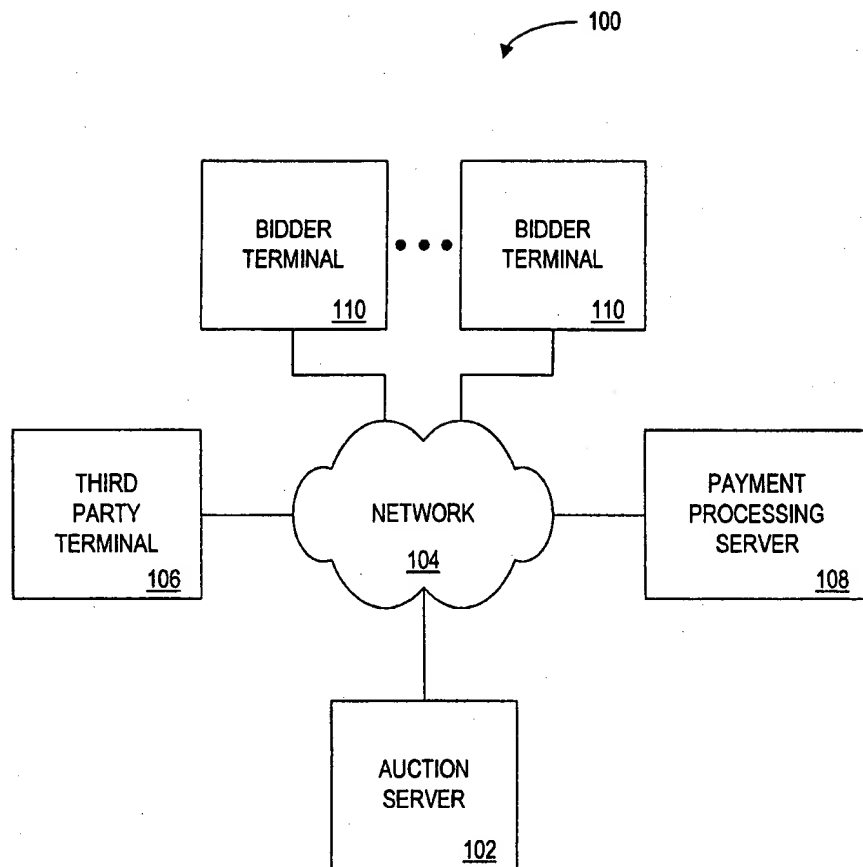 100
BIDDER
TERMINAL
110
BIDDER
TERMINAL
110
THIRD
PARTY
TERMINAL
106
NETWORK
104
PAYMENT
PROCESSING
SERVER
108
AUCTION
SERVER
102